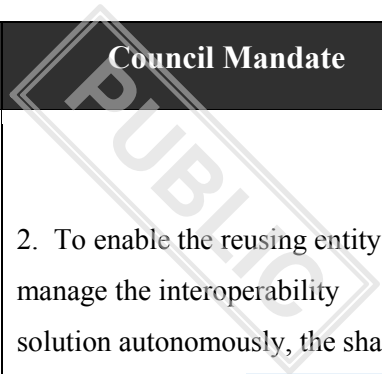 Council Mandate
PUBLIC
2. To enable the reusing entity
manage the interoperability
solution autonomously, the sha